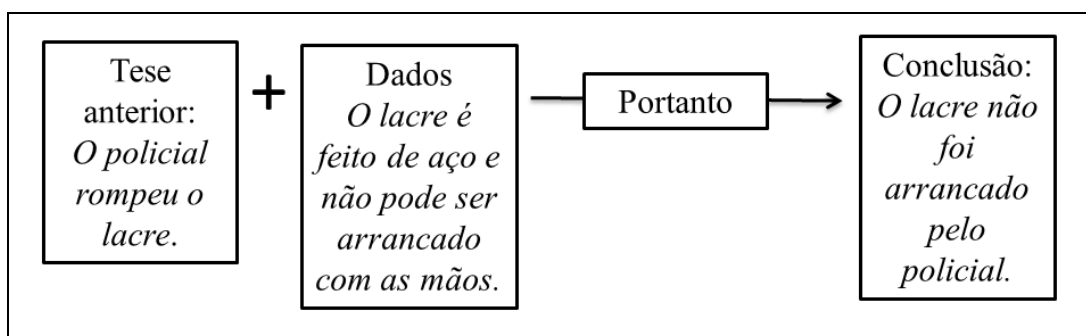 Tese
anterior:
O policial
rompeu o
lacre.
+
Dados
O lacre é
feito de aço e
não pode ser
arrancado
com as mãos.
Portanto
Conclusão:
O lacre não
foi
arrancado
pelo
policial.